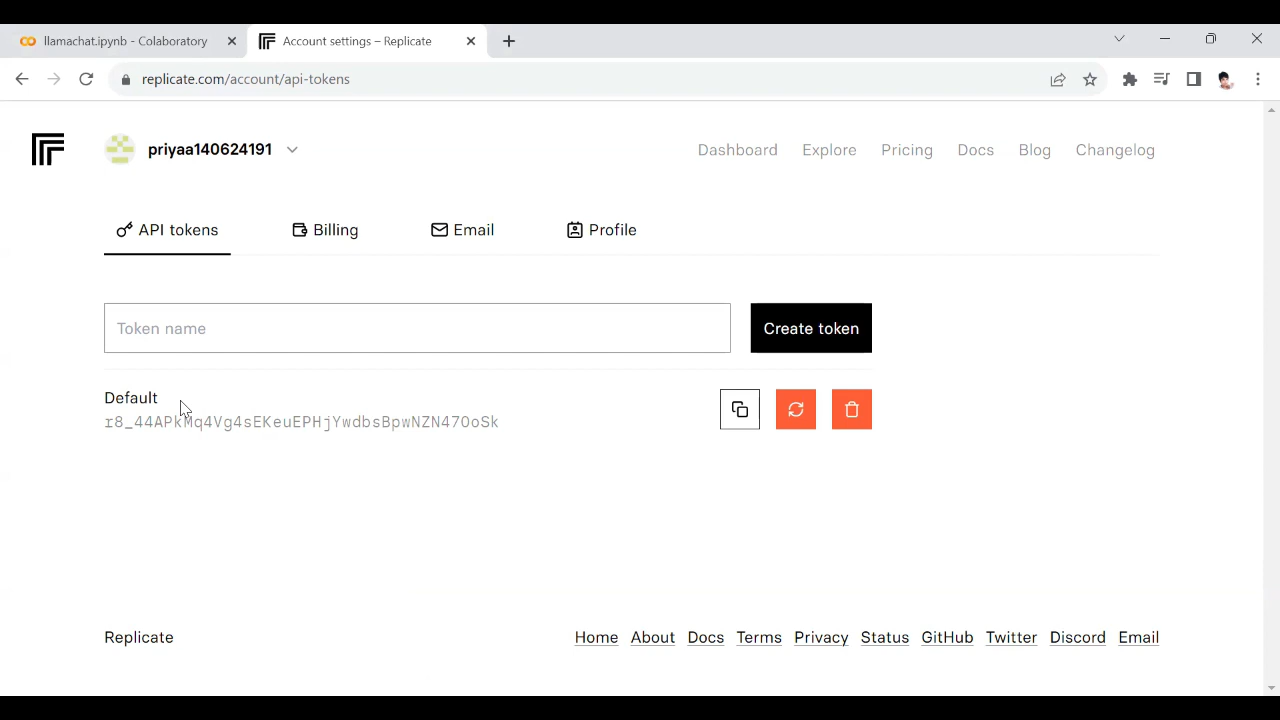 llamachat.ipynb - Colaboratory
Account settings – Replicate
replicate.com/account/api-tokens
priyaa140624191
Dashboard Explore Pricing Docs Blog Changelog
API tokens Billing Email Profile
Token name
Create token
Default
Replicate
Home About Docs Terms Privacy Status GitHub Twitter Discord Email